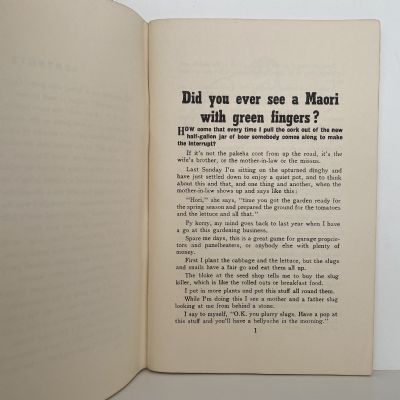 Did you ever see a Maori
with green fingers?
HOW come that every time I pull the cork out of the new
half-gallon jar of beer somebody comes along to make
the interrupt?
If it's not the pakeha coot from up the road, it's the
wife's brother, or the mother-in-law or the missus.
Last Sunday I'm sitting on the upturned dinghy and
have just settled down to enjoy a quiet pot, and to think
about this and that, and one thing and another, when the
mother-in-law shows up and says like this:
"Hori," she says, "time you got the garden ready for
the spring season and prepared the ground for the tomatoes
and the lettuce and all that."
Py korry, my mind goes back to last year when I have
a go at this gardening business.
Spare me days, this is a great game for garage proprie-
tors and panelbeaters, or anybody else with plenty of
money.
First I plant the cabbage and the lettuce, but the slugs
and snails have a fair go and eat them all up.
The bloke at the seed shop tells me to buy the slug
killer, which is like the rolled oats or breakfast food.
I put in more plants and put this stuff all round them.
While I'm doing this I see a mother and a father slug
looking at me from behind a stone.
I say to myself, "O.K. you plurry slugs. Have a pop at
this stuff and you'll have a bellyache in the morning."
1